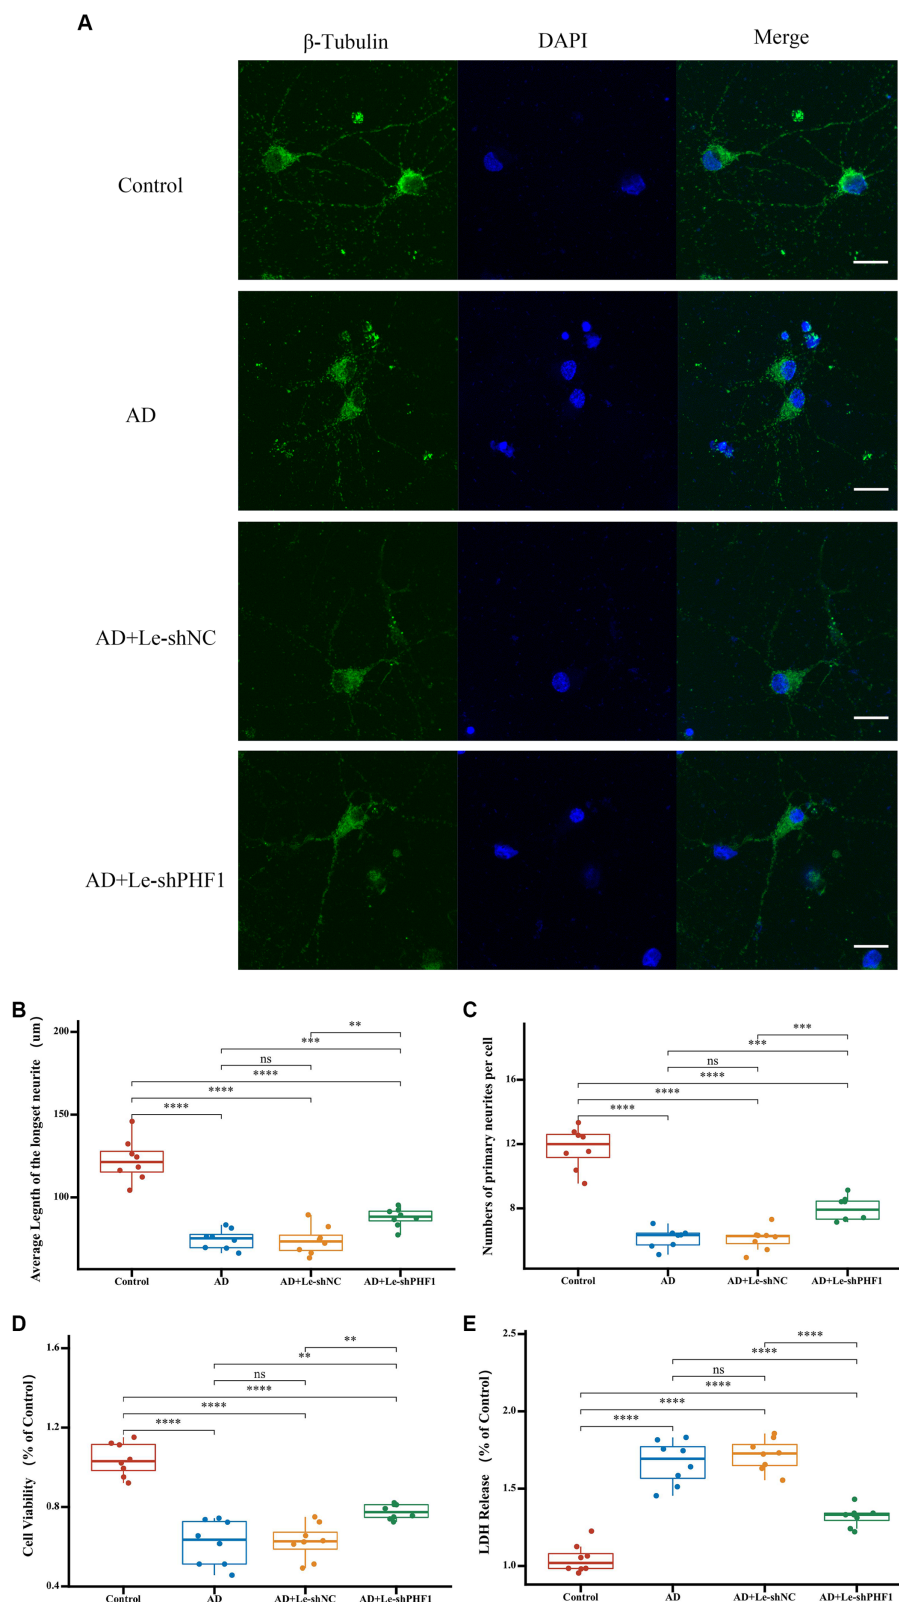 A
β-Tubulin DAPI Merge
Control
AD
AD+Le-shNC
AD+Le-shPHF1
B
Average Legnth of the longset neurite (um)
200
150
100
**
***
ns
****
****
****
Control AD AD+Le-shNC AD+Le-shPHF1
C
Numbers of primary neurites per cell
16
12
8
***
***
ns
****
****
****
Control AD AD+Le-shNC AD+Le-shPHF1
D
Cell Viability (% of Control)
1.6
1.2
0.8
0.4
**
**
ns
****
****
****
Control AD AD+Le-shNC AD+Le-shPHF1
E
LDH Release (% of Control)
2.5
2.0
1.5
1.0
****
****
ns
****
****
****
Control AD AD+Le-shNC AD+Le-shPHF1